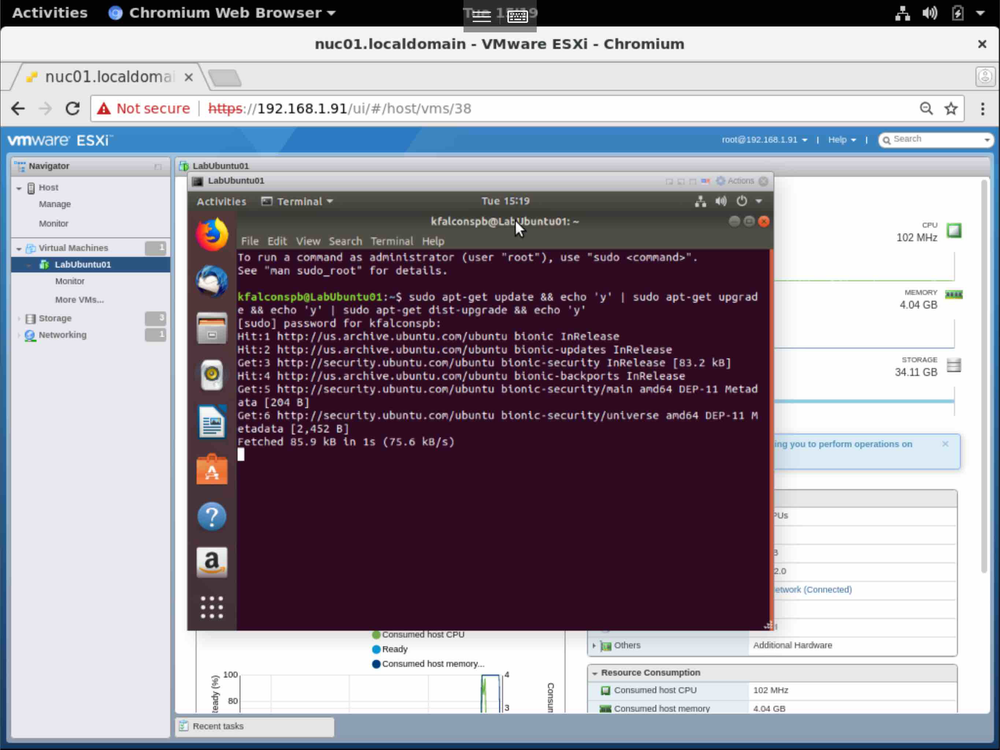 Activities Chromium Web Browser Tue 15:19
nuc01.localdomain - VMware ESXi - Chromium
nuc01.localdoma
Not secure https://192.168.1.91/ui/#/host/vms/38
vmware ESXi™
root@192.168.1.91 | Help | Search
Navigator
Host
Manage
Monitor
Virtual Machines 1
LabUbuntu01
Monitor
More VMs...
Storage 3
Networking 1
LabUbuntu01
LabUbuntu01 Actions
Activities Terminal Tue 15:19
kfalconspb@LabUbuntu01: ~
File Edit View Search Terminal Help
To run a command as administrator (user "root"), use "sudo <command>".
See "man sudo_root" for details.
kfalconspb@LabUbuntu01:~$ sudo apt-get update && echo 'y' | sudo apt-get upgrad
e && echo 'y' | sudo apt-get dist-upgrade && echo 'y'
[sudo] password for kfalconspb:
Hit:1 http://us.archive.ubuntu.com/ubuntu bionic InRelease
Hit:2 http://us.archive.ubuntu.com/ubuntu bionic-updates InRelease
Get:3 http://security.ubuntu.com/ubuntu bionic-security InRelease [83.2 kB]
Hit:4 http://us.archive.ubuntu.com/ubuntu bionic-backports InRelease
Get:5 http://security.ubuntu.com/ubuntu bionic-security/main amd64 DEP-11 Metad
ata [204 B]
Get:6 http://security.ubuntu.com/ubuntu bionic-security/universe amd64 DEP-11 M
etadata [2,452 B]
Fetched 85.9 kB in 1s (75.6 kB/s)
CPU
102 MHz
MEMORY
4.04 GB
STORAGE
34.11 GB
ing you to perform operations on
PUs
B
2.0
etwork (Connected)
Others Additional Hardware
Resource Consumption
Consumed host CPU 102 MHz
Consumed host memory 4.04 GB
Consumed host CPU
Ready
Consumed host memory...
100
80
4
3
eady (%)
Consum
Recent tasks